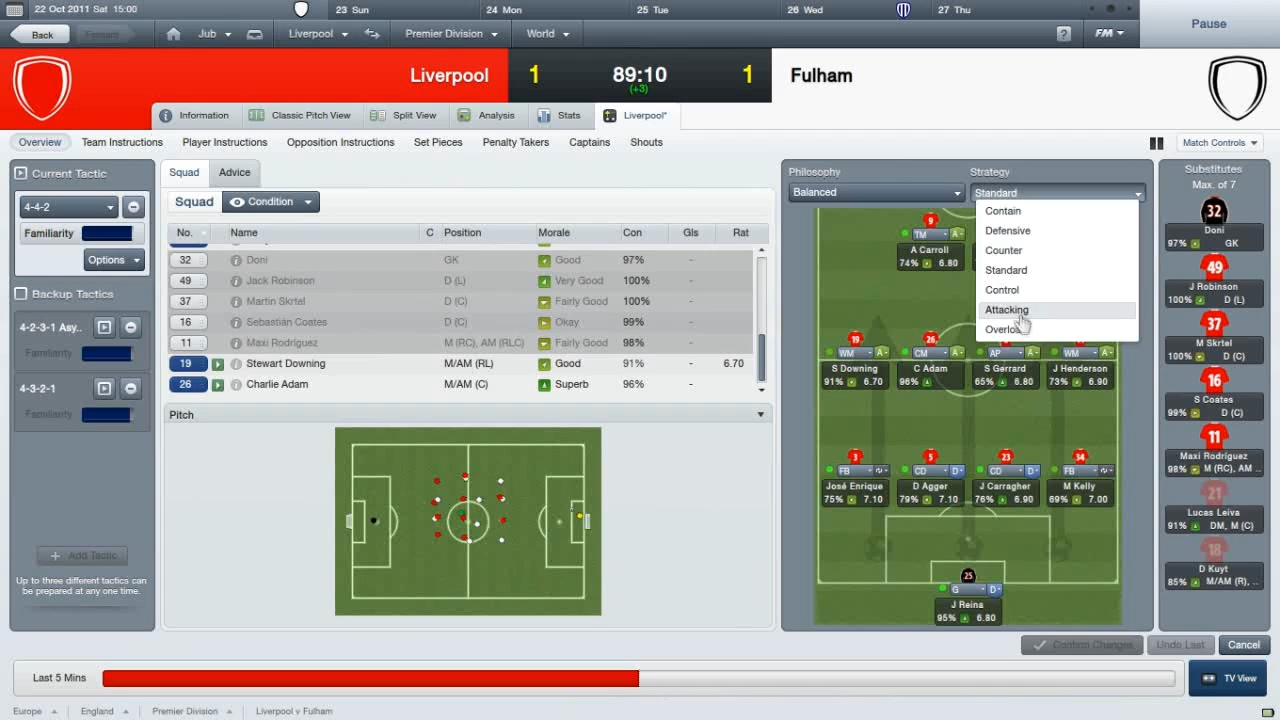 22 Oct 2011 Sat 15:00
23 Sun
24 Mon
25 Tue
26 Wed
27 Thu
Pause
Back
Forward
Jub
Liverpool
Premier Division
World
?
FM
Liverpool
1
89:10
(+3)
1
Fulham
Information
Classic Pitch View
Split View
Analysis
Stats
Liverpool*
Overview
Team Instructions
Player Instructions
Opposition Instructions
Set Pieces
Penalty Takers
Captains
Shouts
Match Controls
Current Tactic
4-4-2
Familiarity
Options
Backup Tactics
4-2-3-1 Asy..
Familiarity
4-3-2-1
Familiarity
+ Add Tactic
Up to three different tactics can
be prepared at any one time.
Squad
Advice
Squad
Condition
No. Name C Position Morale Con Gls Rat
32 Doni GK Good 97% -
49 Jack Robinson D (L) Very Good 100% -
37 Martin Skrtel D (C) Fairly Good 100% -
16 Sebastián Coates D (C) Okay 99% -
11 Maxi Rodríguez M (RC), AM (RLC) Fairly Good 98% -
19 Stewart Downing M/AM (RL) Good 91% - 6.70
26 Charlie Adam M/AM (C) Superb 96% -
Pitch
Philosophy
Balanced
Strategy
Standard
Contain
Defensive
Counter
Standard
Control
Attacking
9
TM A
A Carroll
74% 6.80
19
WM A
S Downing
91% 6.70
26
CM A
C Adam
96%
AP A
S Gerrard
65% 6.80
WM A
J Henderson
73% 6.90
3
FB
José Enrique
75% 7.10
5
CD D
D Agger
79% 7.10
23
CD D
J Carragher
76% 6.90
34
FB
M Kelly
69% 7.00
25
G D
J Reina
95% 6.80
Substitutes
Max. of 7
32
Doni
97% GK
49
J Robinson
100% D (L)
37
M Skrtel
100% D (C)
16
S Coates
99% D (C)
11
Maxi Rodríguez
98% M (RC), AM ..
21
Lucas Leiva
91% DM, M (C)
18
D Kuyt
85% M/AM (R), ..
Confirm Changes
Undo Last
Cancel
Last 5 Mins
TV View
Europe
England
Premier Division
Liverpool v Fulham